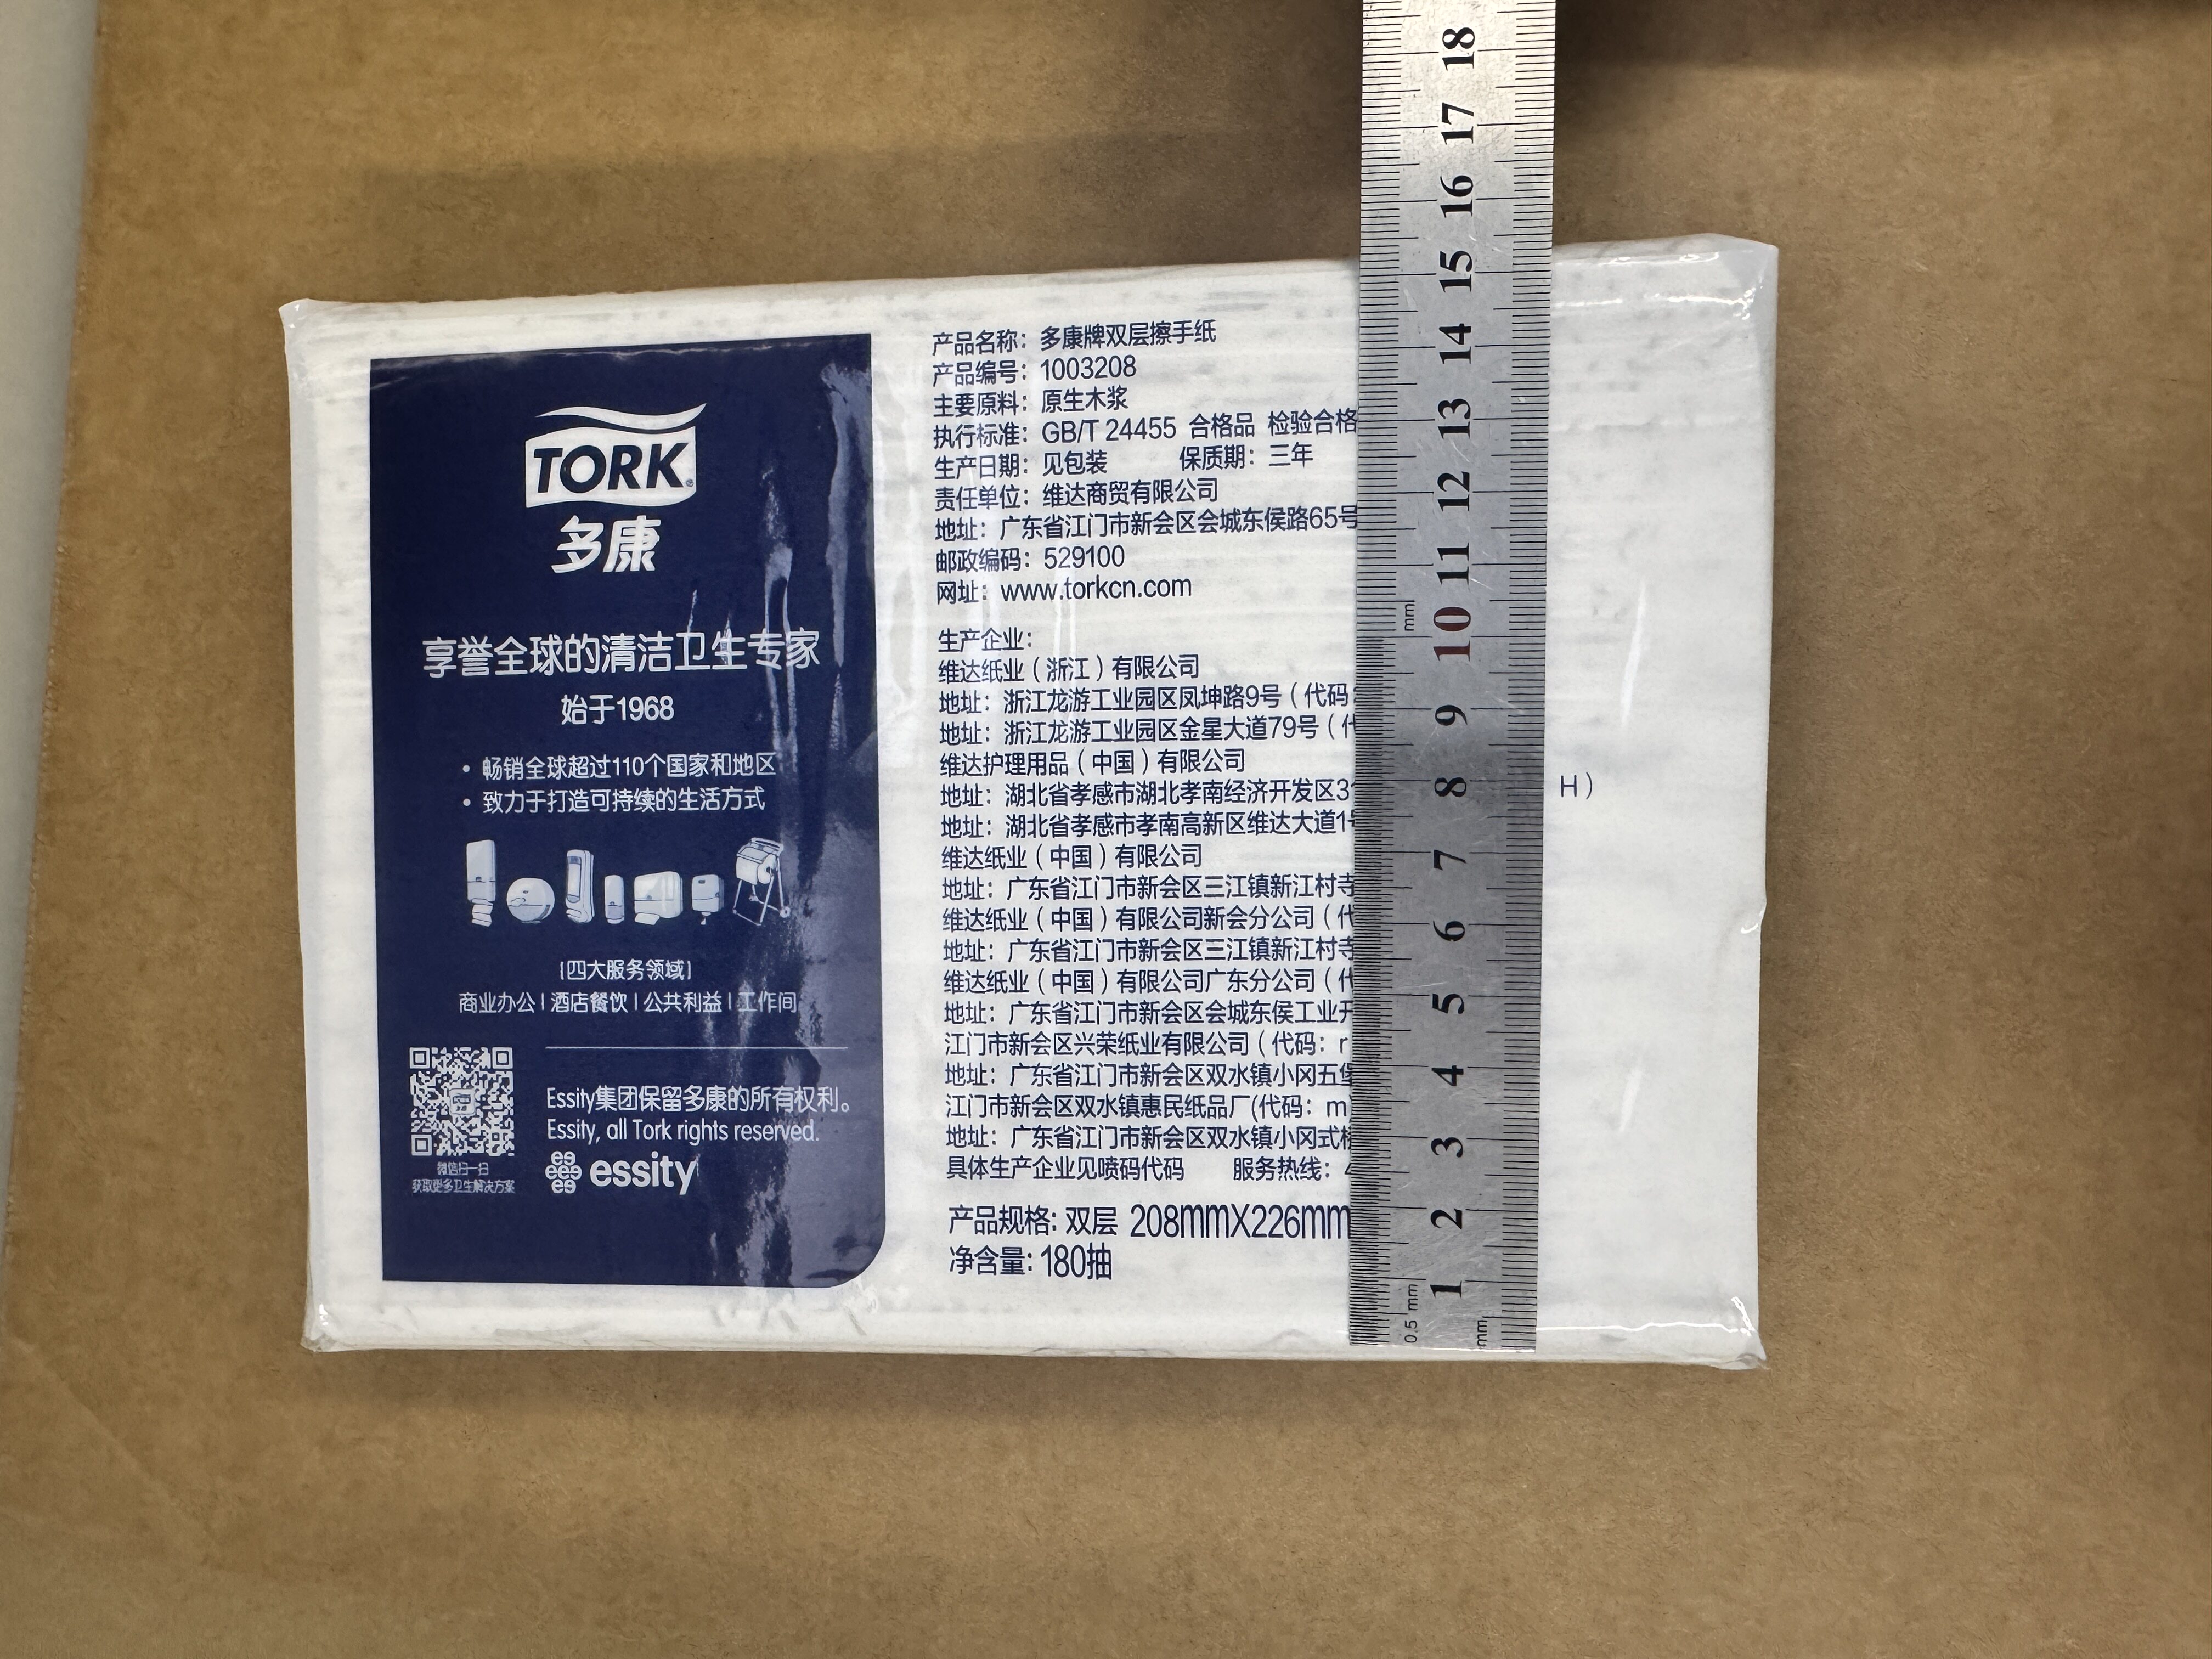 TORK
多康
享誉全球的清洁卫生专家
始于1968
• 畅销全球超过110个国家和地区
• 致力于打造可持续的生活方式
[四大服务领域]
商业办公 | 酒店餐饮 | 公共利益 | 工作间
微信扫一扫
获取更多卫生解决方案
Essity集团保留多康的所有权利。
Essity, all Tork rights reserved.
essity
产品名称：多康牌双层擦手纸
产品编号：1003208
主要原料：原生木浆
执行标准：GB/T 24455 合格品 检验合格
生产日期：见包装 保质期：三年
责任单位：维达商贸有限公司
地址：广东省江门市新会区会城东侯路65号
邮政编码：529100
网址：www.torkcn.com
生产企业：
维达纸业（浙江）有限公司
地址：浙江龙游工业园区凤坤路9号（代码
地址：浙江龙游工业园区金星大道79号（
维达护理用品（中国）有限公司
地址：湖北省孝感市湖北孝南经济开发区3
地址：湖北省孝感市孝南高新区维达大道1
H）
维达纸业（中国）有限公司
地址：广东省江门市新会区三江镇新江村
维达纸业（中国）有限公司新会分公司（
地址：广东省江门市新会区三江镇新江村
维达纸业（中国）有限公司广东分公司（
地址：广东省江门市新会区会城东侯工业
江门市新会区兴荣纸业有限公司（代码：r
地址：广东省江门市新会区双水镇小冈五
江门市新会区双水镇惠民纸品厂(代码：m
地址：广东省江门市新会区双水镇小冈式
具体生产企业见喷码代码 服务热线：
产品规格: 双层 208mmX226mm
净含量: 180抽
18
17
16
15
14
13
12
11
10
mm
9
8
7
6
5
4
3
2
1
0.5 mm
mm